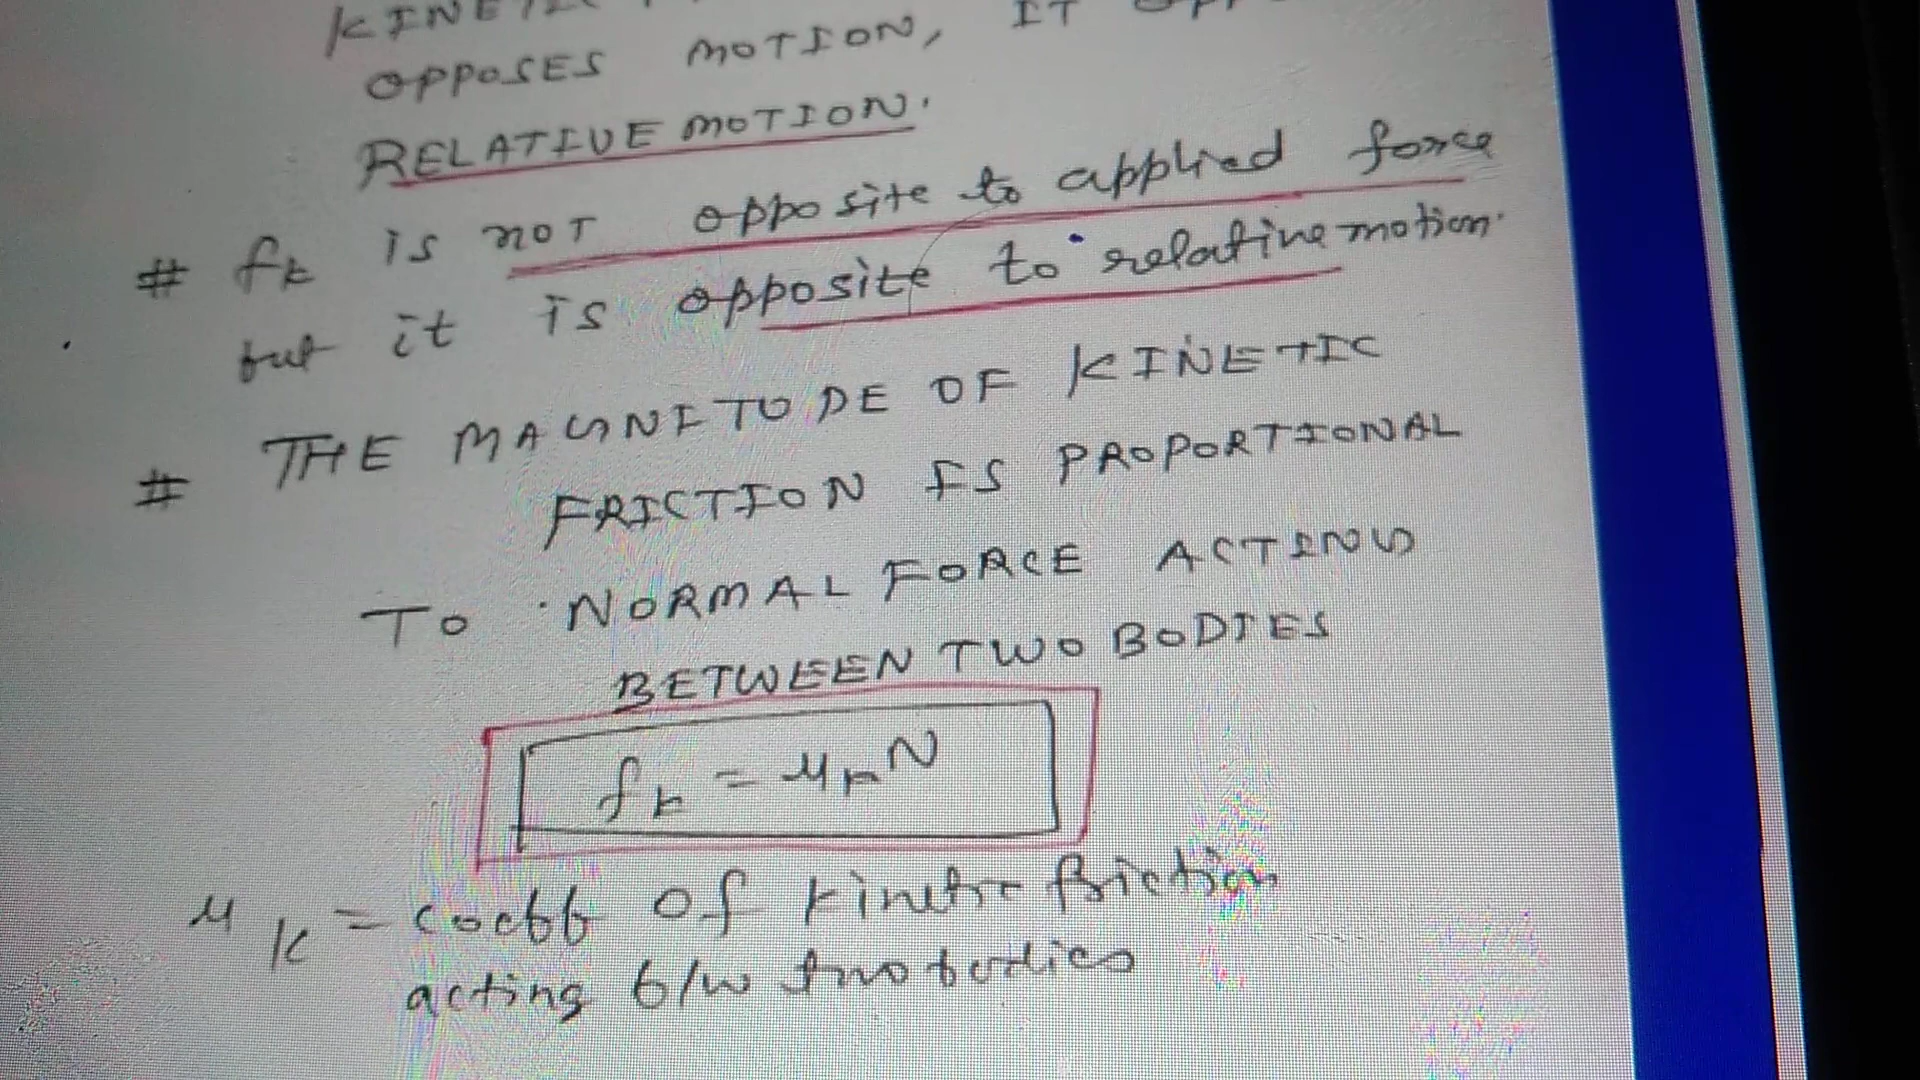 OPPOSES MOTION, IT
RELATIVE MOTION.
# fk is NOT opposite to applied force
but it is opposite to relative motion.
# THE MAGNITUDE OF KINETIC
FRICTION IS PROPORTIONAL
TO NORMAL FORCE ACTING
BETWEEN TWO BODIES
fk = μkN
μk = coeff of kinetic friction
acting b/w two bodies